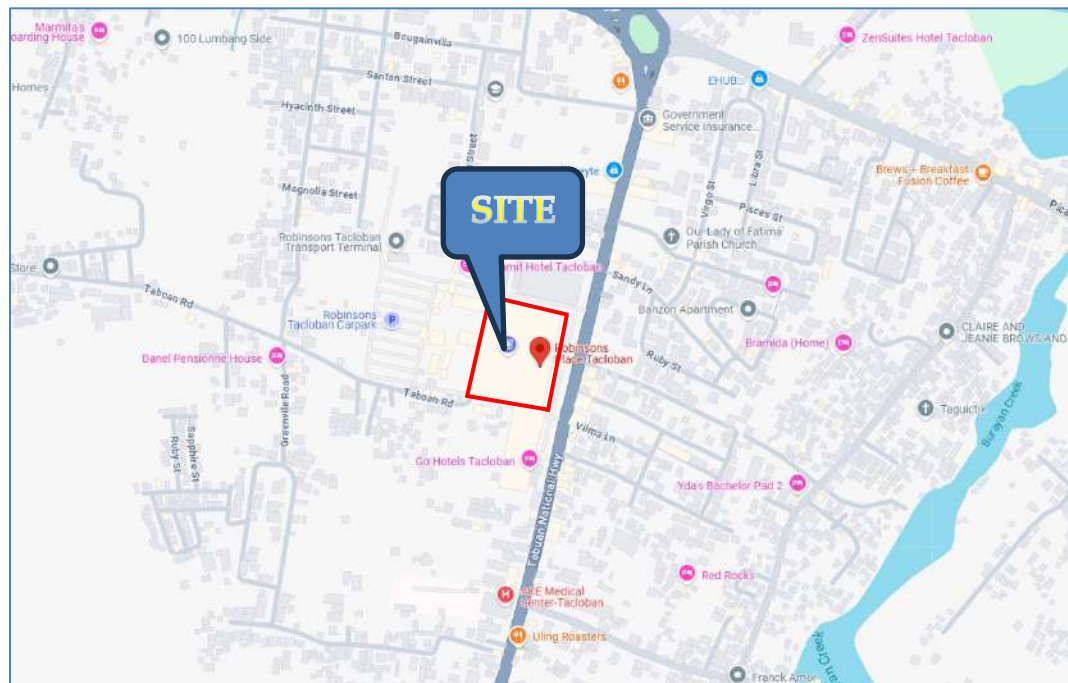 Marmita's
oarding House
100 Lumbang Side
Bougainvilla
ZenSuites Hotel Tacloban
Homes
Santan Street
EHUB...
Hyacinth Street
Government
Service Insurance...
Street
Libra St
Brews + Breakfast
Fusion Coffee
Magnolia Street
eyte
Virgo St
SITE
Pisces St
Robinsons Tacloban
Transport Terminal
Our Lady of Fatima
Parish Church
Store
mit Hotel Tacloban
Sandy Ln
Taboan Rd
Banzon Apartment
Robinsons
Tacloban Carpark
CLAIRE AND
JEANIE BROWS AND
Danel Pensionne House
Robinsons
Place Tacloban
Bramida (Home)
Ruby St
Taboan Rd
Greenvile Road
Taguictic
Burayan Creek
Sapphire St
Ruby St
Vilma Ln
Go Hotels Tacloban
Tabuan National Hwy
Yda's Bachelor Pad 2
Red Rocks
Medical
Center-Tacloban
Uling Roasters
an Creek
Franck Amor